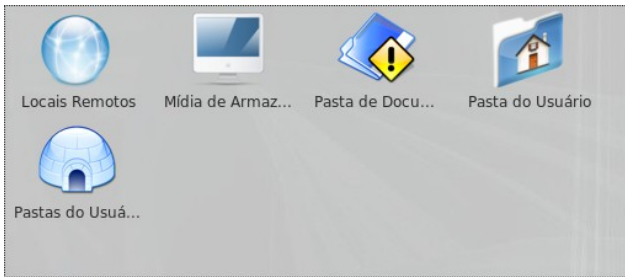 Locais Remotos
Mídia de Armaz...
Pasta de Docu...
Pasta do Usuário
Pastas do Usuá...